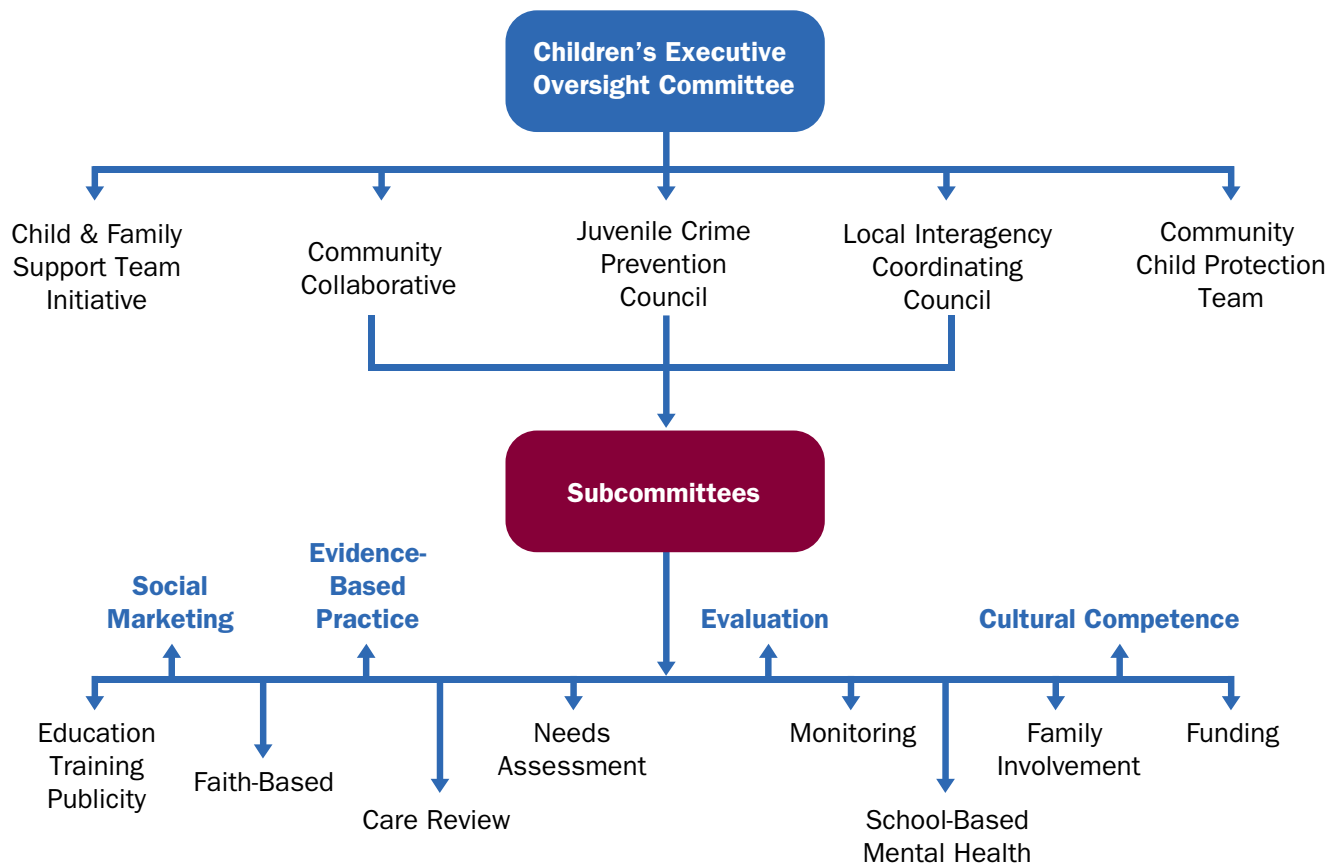 Children’s Executive
Oversight Committee
Child & Family
Support Team
Initiative
Community
Collaborative
Juvenile Crime
Prevention
Council
Local Interagency
Coordinating
Council
Community
Child Protection
Team
Subcommittees
Social
Marketing
Evidence-
Based
Practice
Evaluation
Cultural Competence
Education
Training
Publicity
Faith-Based
Care Review
Needs
Assessment
Monitoring
School-Based
Mental Health
Family
Involvement
Funding